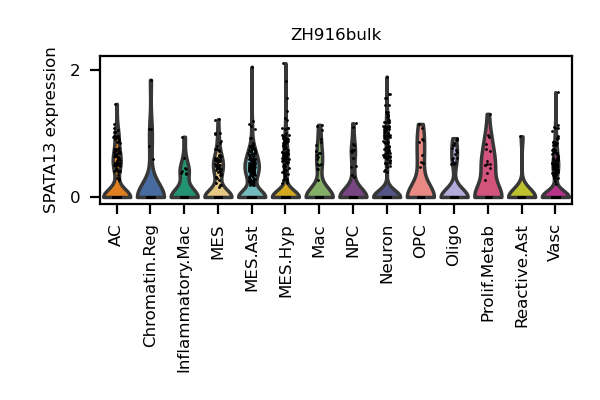 ZH916bulk
SPATA13 expression
2
0
AC
Chromatin.Reg
Inflammatory.Mac
MES
MES.Ast
MES.Hyp
Mac
NPC
Neuron
OPC
Oligo
Prolif.Metab
Reactive.Ast
Vasc